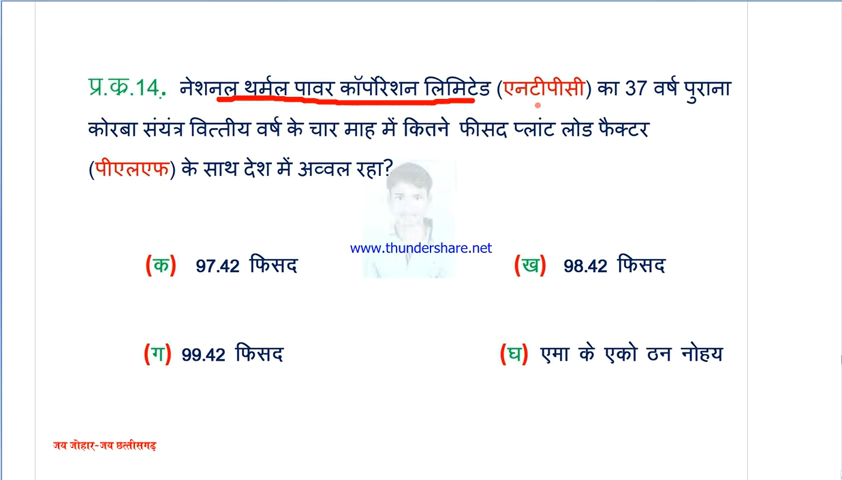 प्र.क्र.14. नेशनल थर्मल पावर कॉर्पोरेशन लिमिटेड (एनटीपीसी) का 37 वर्ष पुराना
कोरबा संयंत्र वित्तीय वर्ष के चार माह में कितने फीसद प्लांट लोड फैक्टर
(पीएलएफ) के साथ देश में अव्वल रहा?
www.thundershare.net
(क) 97.42 फिसद (ख) 98.42 फिसद
(ग) 99.42 फिसद (घ) एमा के एको ठन नोहय
जय जोहार-जय छत्तीसगढ़